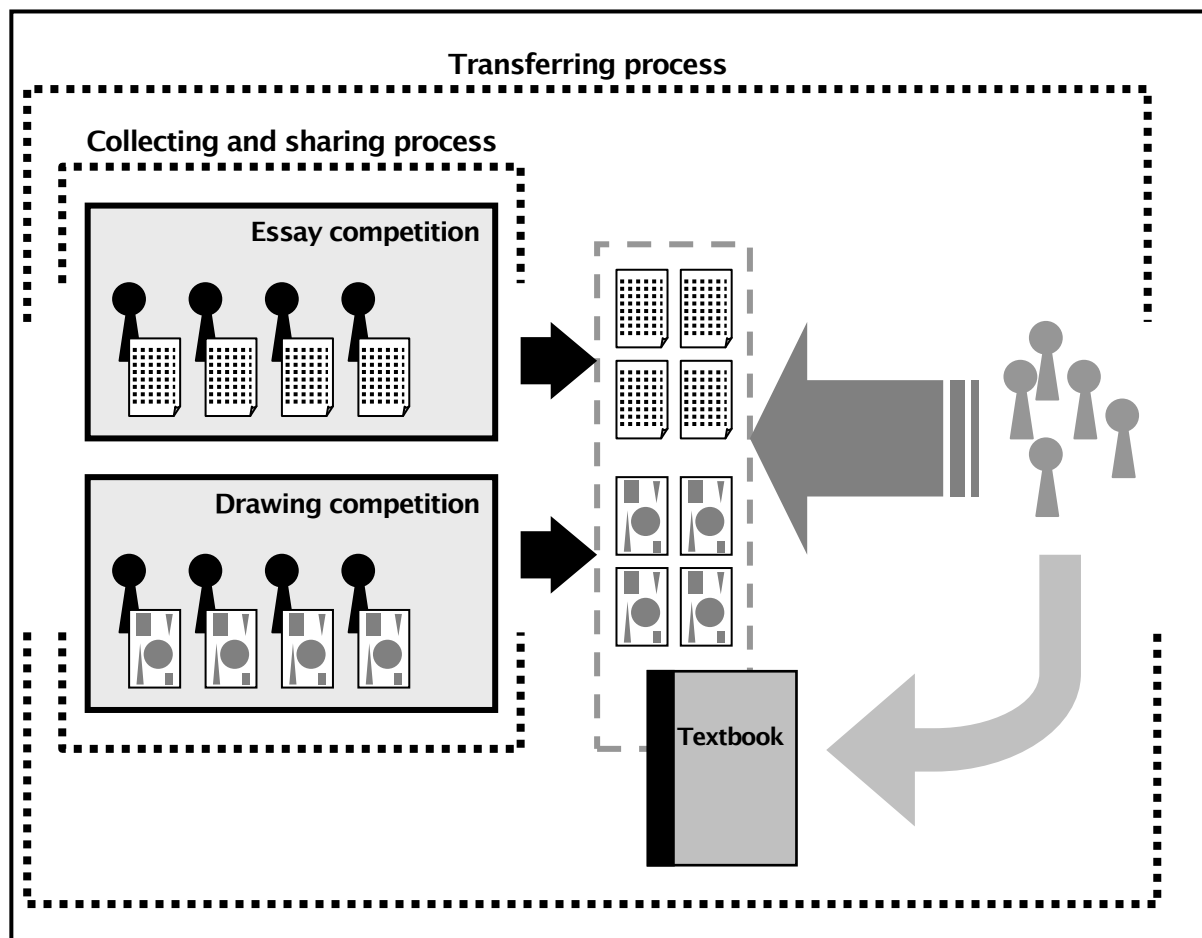 Transferring process
Collecting and sharing process
Essay competition
Drawing competition
Textbook